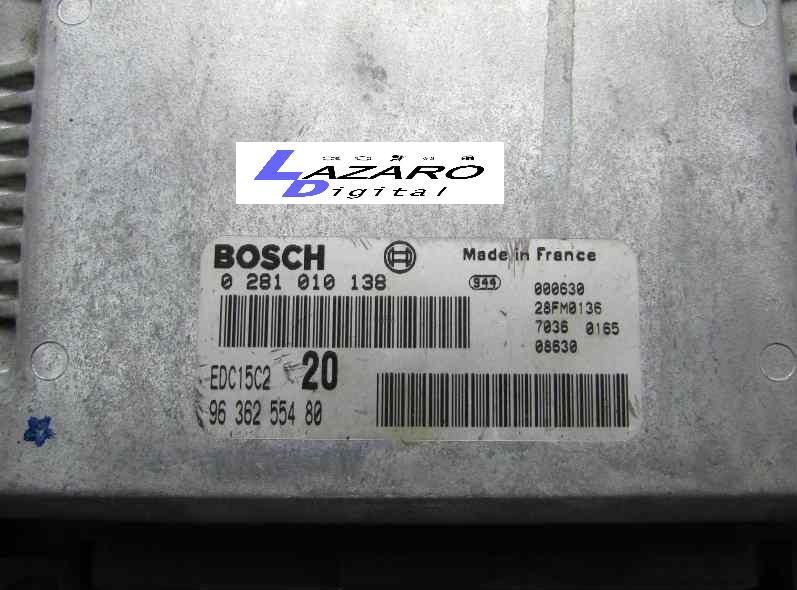 LAZARO
Digital
BOSCH Made in France
0 281 010 138 944 000630
28FM0136
7036 0165
08630
EDC15C2 20
96 362 554 80